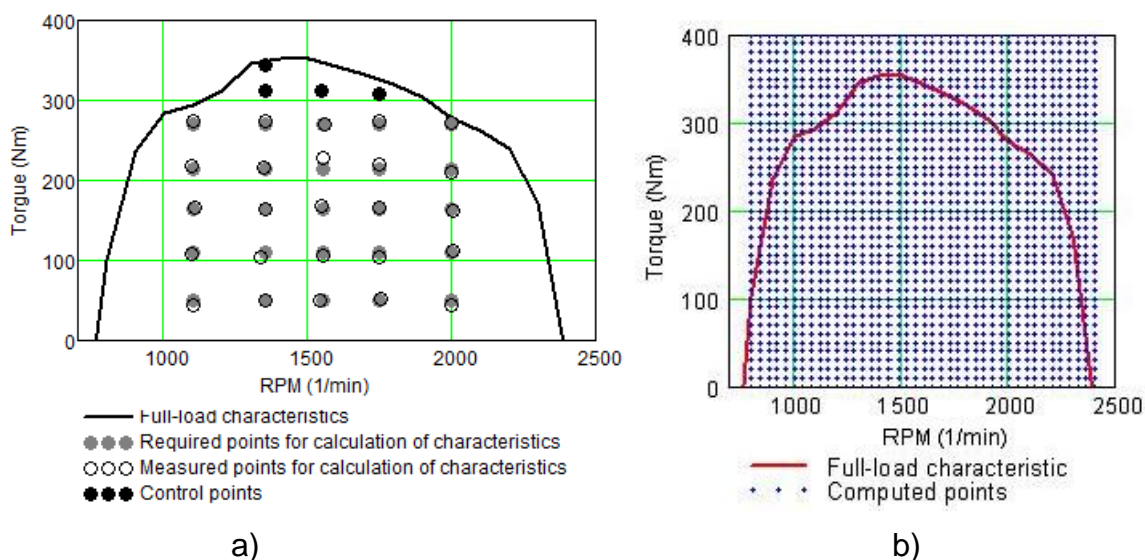 400
300
200
100
0
Torgue (Nm)
1000 1500 2000 2500
RPM (1/min)
Full-load characteristics
Required points for calculation of characteristics
Measured points for calculation of characteristics
Control points
a)
400
300
200
100
0
Torque (Nm)
1000 1500 2000 2500
RPM (1/min)
Full-load characteristic
Computed points
b)